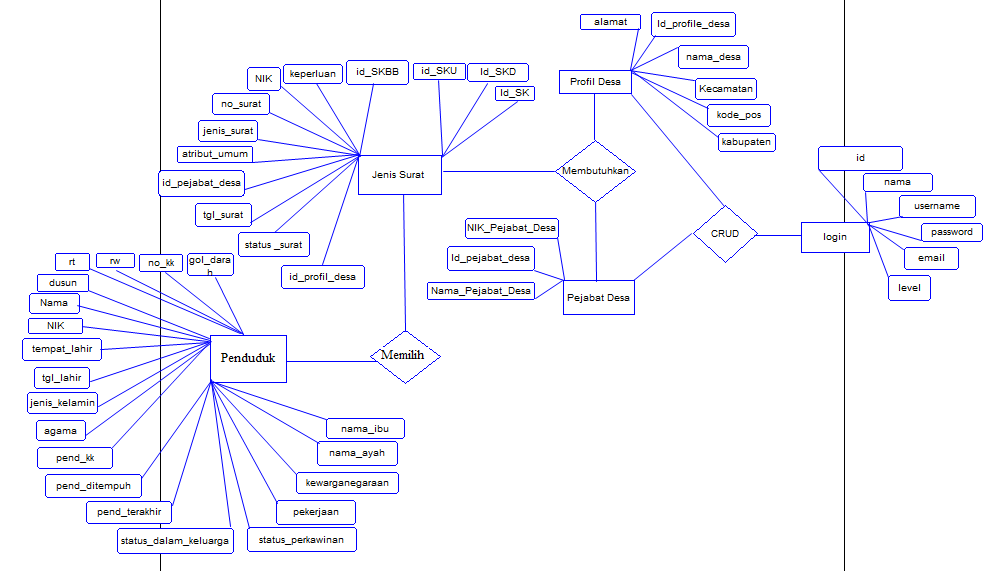 alamat
Id_profile_desa
nama_desa
Kecamatan
kode_pos
kabupaten
Profil Desa
NIK
keperluan
id_SKBB
id_SKU
Id_SKD
Id_SK
no_surat
jenis_surat
atribut_umum
id_pejabat_desa
tgl_surat
status _surat
id_profil_desa
Jenis Surat
Membutuhkan
id
nama
username
password
email
level
login
CRUD
NIK_Pejabat_Desa
Id_pejabat_desa
Nama_Pejabat_Desa
Pejabat Desa
rt
rw
no_kk
gol_dara
h
dusun
Nama
NIK
tempat_lahir
tgl_lahir
jenis_kelamin
agama
pend_kk
pend_ditempuh
pend_terakhir
status_dalam_keluarga
status_perkawinan
pekerjaan
kewarganegaraan
nama_ayah
nama_ibu
Penduduk
Memilih